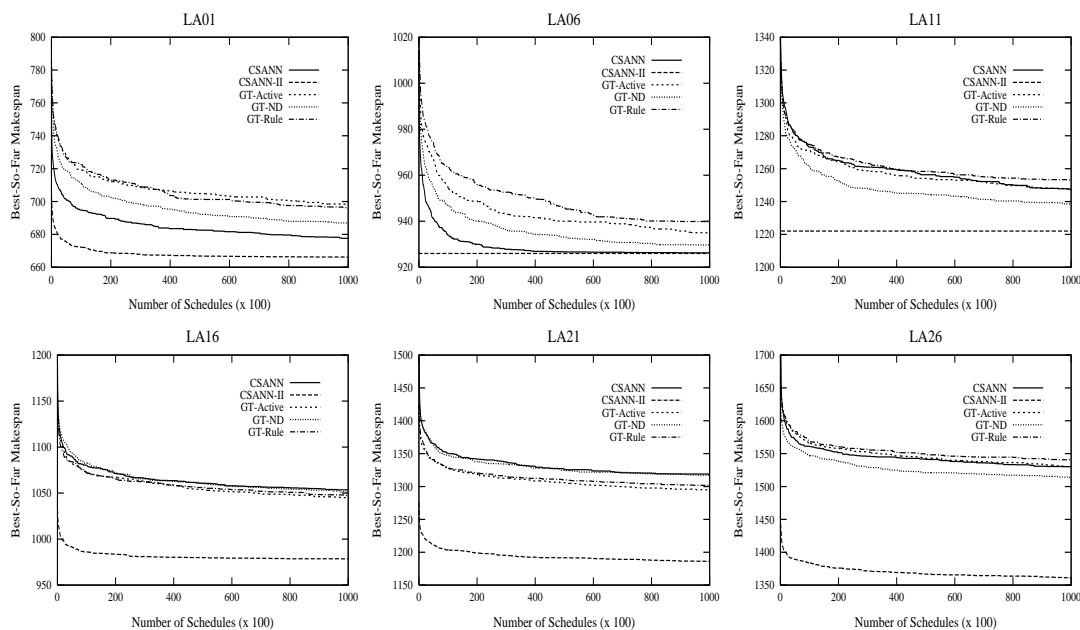 LA01
800
780
760
740
720
700
680
660
0
200
400
600
800
1000
Best-So-Far Makespan
Number of Schedules (x 100)
CSANN
CSANN-II
GT-Active
GT-ND
GT-Rule
LA06
1020
1000
980
960
940
920
0
200
400
600
800
1000
Best-So-Far Makespan
Number of Schedules (x 100)
CSANN
CSANN-II
GT-Active
GT-ND
GT-Rule
LA11
1340
1320
1300
1280
1260
1240
1220
1200
0
200
400
600
800
1000
Best-So-Far Makespan
Number of Schedules (x 100)
CSANN
CSANN-II
GT-Active
GT-ND
GT-Rule
LA16
1200
1150
1100
1050
1000
950
0
200
400
600
800
1000
Best-So-Far Makespan
Number of Schedules (x 100)
CSANN
CSANN-II
GT-Active
GT-ND
GT-Rule
LA21
1500
1450
1400
1350
1300
1250
1200
1150
0
200
400
600
800
1000
Best-So-Far Makespan
Number of Schedules (x 100)
CSANN
CSANN-II
GT-Active
GT-ND
GT-Rule
LA26
1700
1650
1600
1550
1500
1450
1400
1350
0
200
400
600
800
1000
Best-So-Far Makespan
Number of Schedules (x 100)
CSANN
CSANN-II
GT-Active
GT-ND
GT-Rule